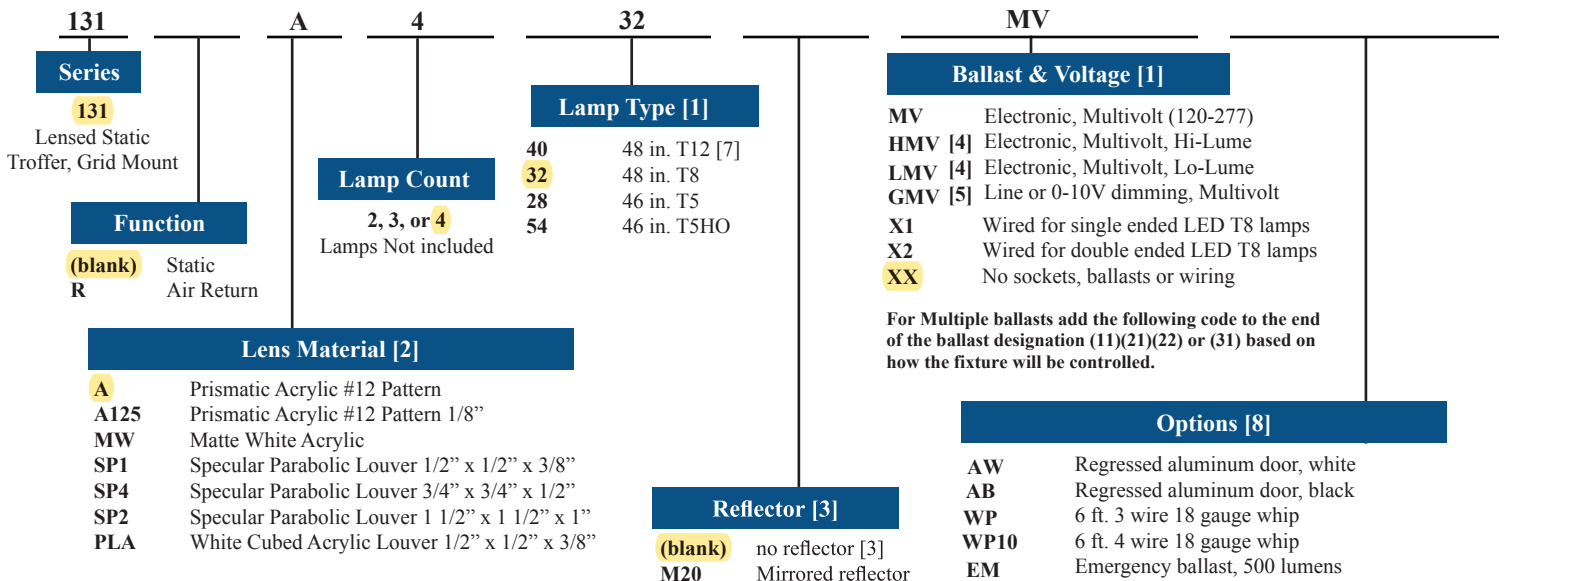 131 A 4 32 MV
Series
131
Lensed Static
Troffer, Grid Mount
Function
(blank) Static
R Air Return
Lens Material [2]
A Prismatic Acrylic #12 Pattern
A125 Prismatic Acrylic #12 Pattern 1/8”
MW Matte White Acrylic
SP1 Specular Parabolic Louver 1/2” x 1/2” x 3/8”
SP4 Specular Parabolic Louver 3/4” x 3/4” x 1/2”
SP2 Specular Parabolic Louver 1 1/2” x 1 1/2” x 1”
PLA White Cubed Acrylic Louver 1/2” x 1/2” x 3/8”
Lamp Count
2, 3, or 4
Lamps Not included
Lamp Type [1]
40 48 in. T12 [7]
32 48 in. T8
28 46 in. T5
54 46 in. T5HO
Reflector [3]
(blank) no reflector [3]
M20 Mirrored reflector
Ballast & Voltage [1]
MV Electronic, Multivolt (120-277)
HMV [4] Electronic, Multivolt, Hi-Lume
LMV [4] Electronic, Multivolt, Lo-Lume
GMV [5] Line or 0-10V dimming, Multivolt
X1 Wired for single ended LED T8 lamps
X2 Wired for double ended LED T8 lamps
XX No sockets, ballasts or wiring
For Multiple ballasts add the following code to the end
of the ballast designation (11)(21)(22) or (31) based on
how the fixture will be controlled.
Options [8]
AW Regressed aluminum door, white
AB Regressed aluminum door, black
WP 6 ft. 3 wire 18 gauge whip
WP10 6 ft. 4 wire 18 gauge whip
EM Emergency ballast, 500 lumens